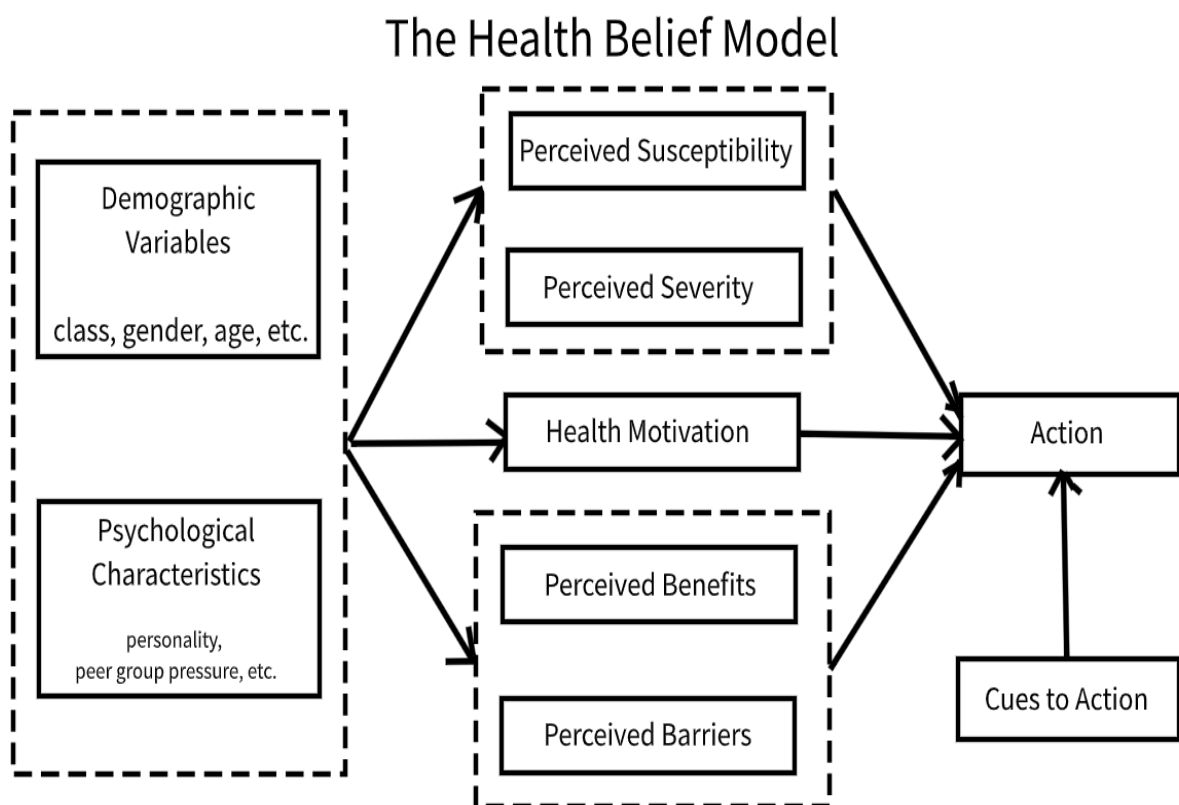 The Health Belief Model
Demographic
Variables
class, gender, age, etc.
Psychological
Characteristics
personality,
peer group pressure, etc.
Perceived Susceptibility
Perceived Severity
Health Motivation
Perceived Benefits
Perceived Barriers
Action
Cues to Action